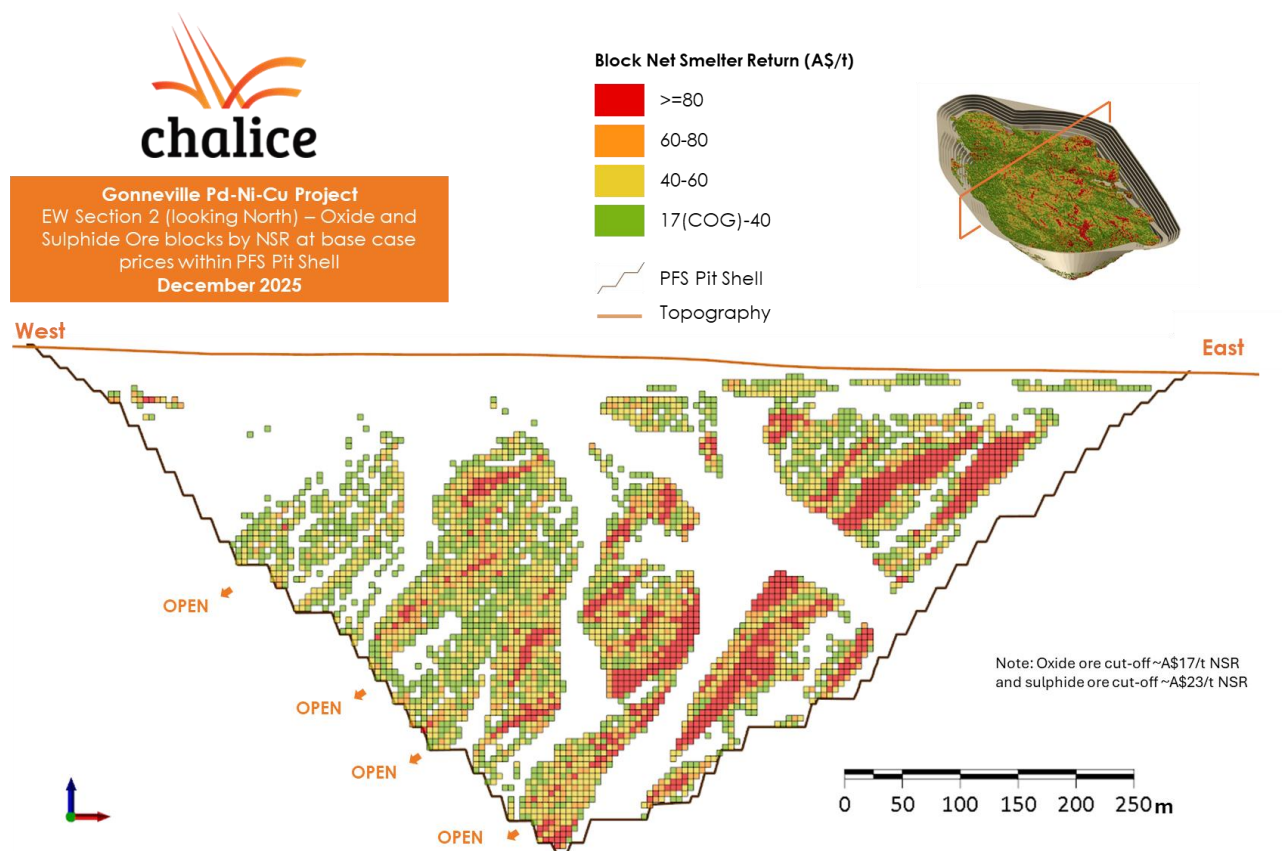 chalice
Gonneville Pd-Ni-Cu Project
EW Section 2 (looking North) – Oxide and
Sulphide Ore blocks by NSR at base case
prices within PFS Pit Shell
December 2025
Block Net Smelter Return (A$/t)
>=80
60-80
40-60
17(COG)-40
PFS Pit Shell
Topography
West
East
OPEN
OPEN
OPEN
OPEN
Note: Oxide ore cut-off ~A$17/t NSR
and sulphide ore cut-off ~A$23/t NSR
0 50 100 150 200 250 m